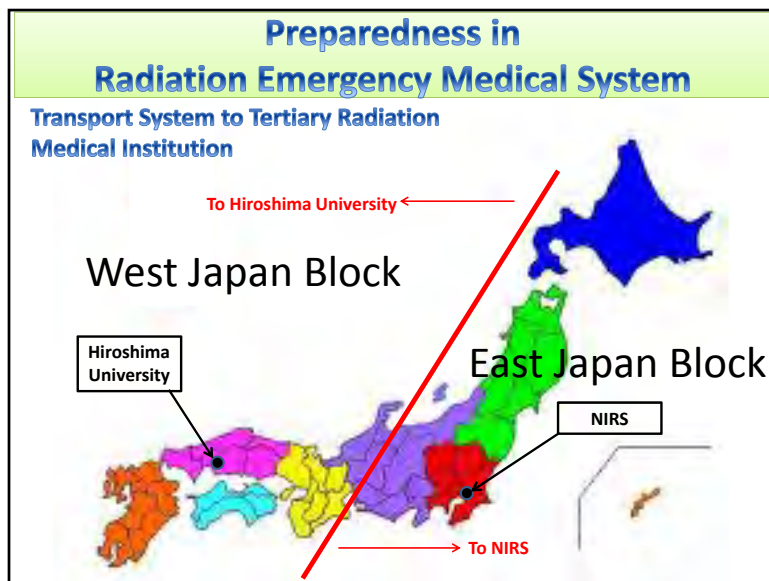 Preparedness in
Radiation Emergency Medical System
Transport System to Tertiary Radiation
Medical Institution
To Hiroshima University
West Japan Block
Hiroshima
University
East Japan Block
NIRS
To NIRS